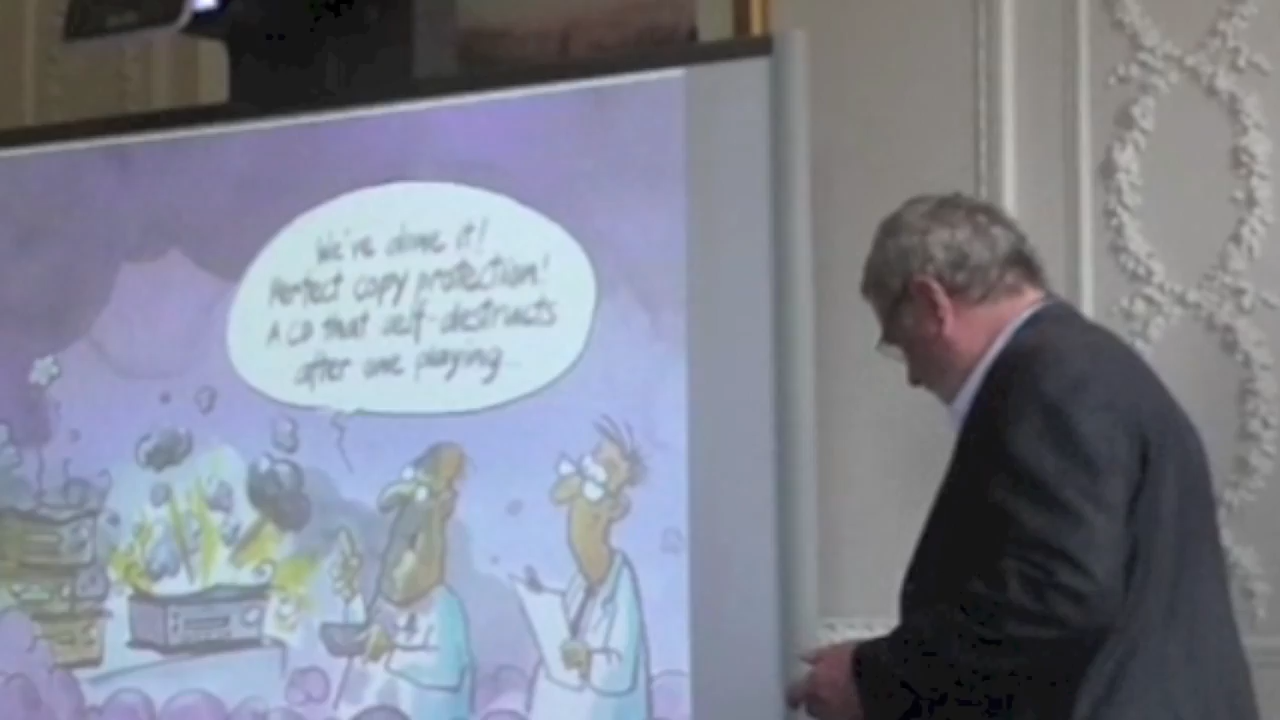 We've done it!
Perfect copy protection!
A CD that self-destructs
after one playing...